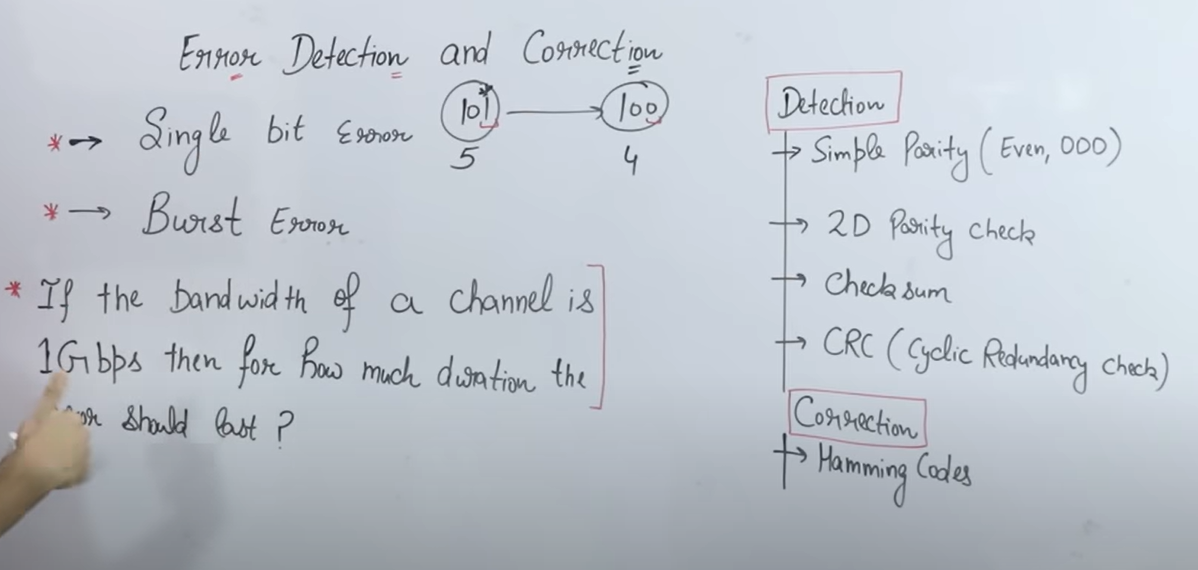 Error Detection and Correction
* → Single bit Error
101 → 100
5 4
* → Burst Error
* If the bandwidth of a channel is
1Gbps then for how much duration the
should last ?
Detection
→ Simple Parity (Even, ODD)
→ 2D Parity check
→ Checksum
→ CRC (Cyclic Redundancy Check)
Correction
→ Hamming Codes